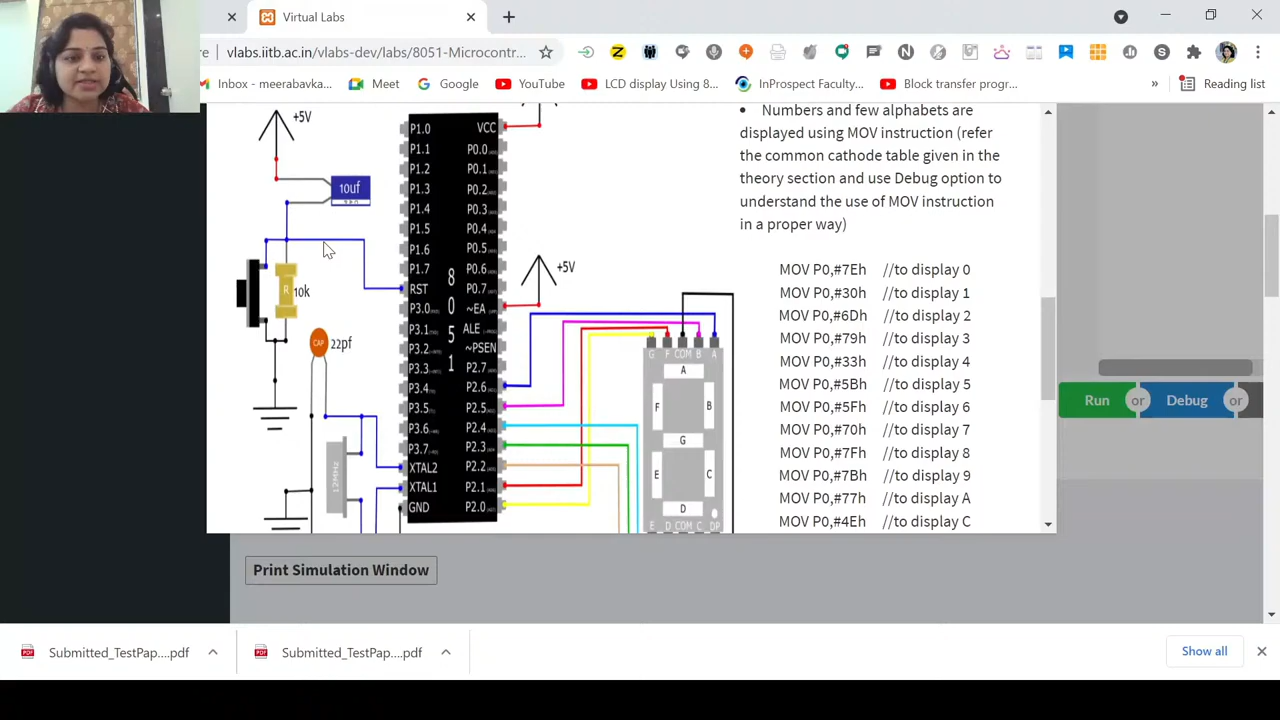 Virtual Labs
vlabs.iitb.ac.in/vlabs-dev/labs/8051-Microcontr...
Inbox - meerabavka...
Meet
Google
YouTube
LCD display Using 8...
InProspect Faculty...
Block transfer progr...
»
Reading list
+5V
10uf
10k
R
CAP
22pf
12MHz
P1.0
P1.1
P1.2
P1.3
P1.4
P1.5
P1.6
P1.7
RST
P3.0
P3.1
P3.2
P3.3
P3.4
P3.5
P3.6
P3.7
XTAL2
XTAL1
GND
8
0
5
1
VCC
P0.0
P0.1
P0.2
P0.3
P0.4
P0.5
P0.6
P0.7
~EA
ALE
~PSEN
P2.7
P2.6
P2.5
P2.4
P2.3
P2.2
P2.1
P2.0
+5V
G F COM B A
A
F B
G
E C
D
E D COM C DP
• Numbers and few alphabets are
displayed using MOV instruction (refer
the common cathode table given in the
theory section and use Debug option to
understand the use of MOV instruction
in a proper way)
MOV P0,#7Eh //to display 0
MOV P0,#30h //to display 1
MOV P0,#6Dh //to display 2
MOV P0,#79h //to display 3
MOV P0,#33h //to display 4
MOV P0,#5Bh //to display 5
MOV P0,#5Fh //to display 6
MOV P0,#70h //to display 7
MOV P0,#7Fh //to display 8
MOV P0,#7Bh //to display 9
MOV P0,#77h //to display A
MOV P0,#4Eh //to display C
Run or Debug or
Print Simulation Window
Submitted_TestPap....pdf
Submitted_TestPap....pdf
Show all